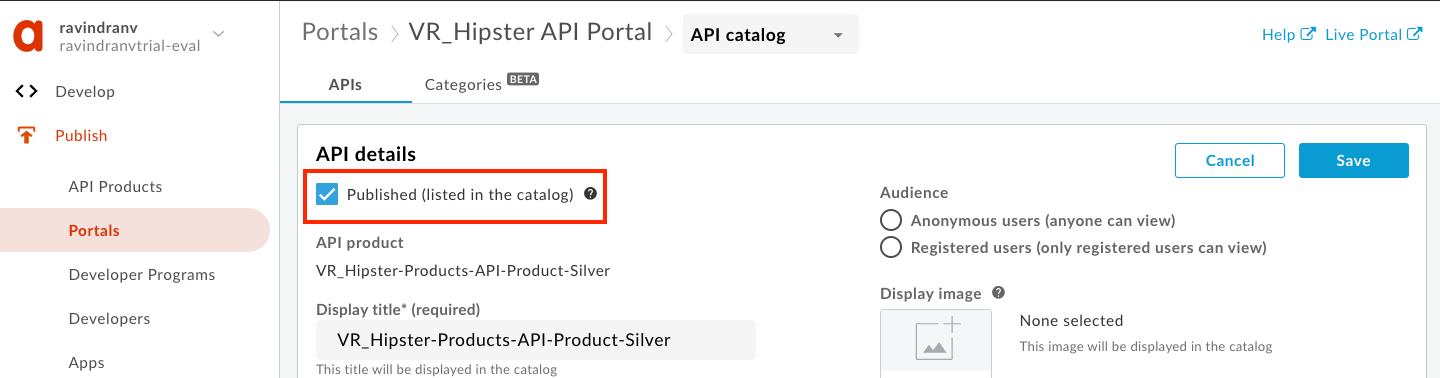 ravindranv
ravindranvtrial-eval
Develop
Publish
API Products
Portals
Developer Programs
Developers
Apps
Portals > VR_Hipster API Portal > API catalog
Help Live Portal
APIs Categories BETA
API details
Cancel Save
Published (listed in the catalog) ?
API product
VR_Hipster-Products-API-Product-Silver
Display title* (required)
VR_Hipster-Products-API-Product-Silver
This title will be displayed in the catalog
Audience
Anonymous users (anyone can view)
Registered users (only registered users can view)
Display image ?
None selected
This image will be displayed in the catalog